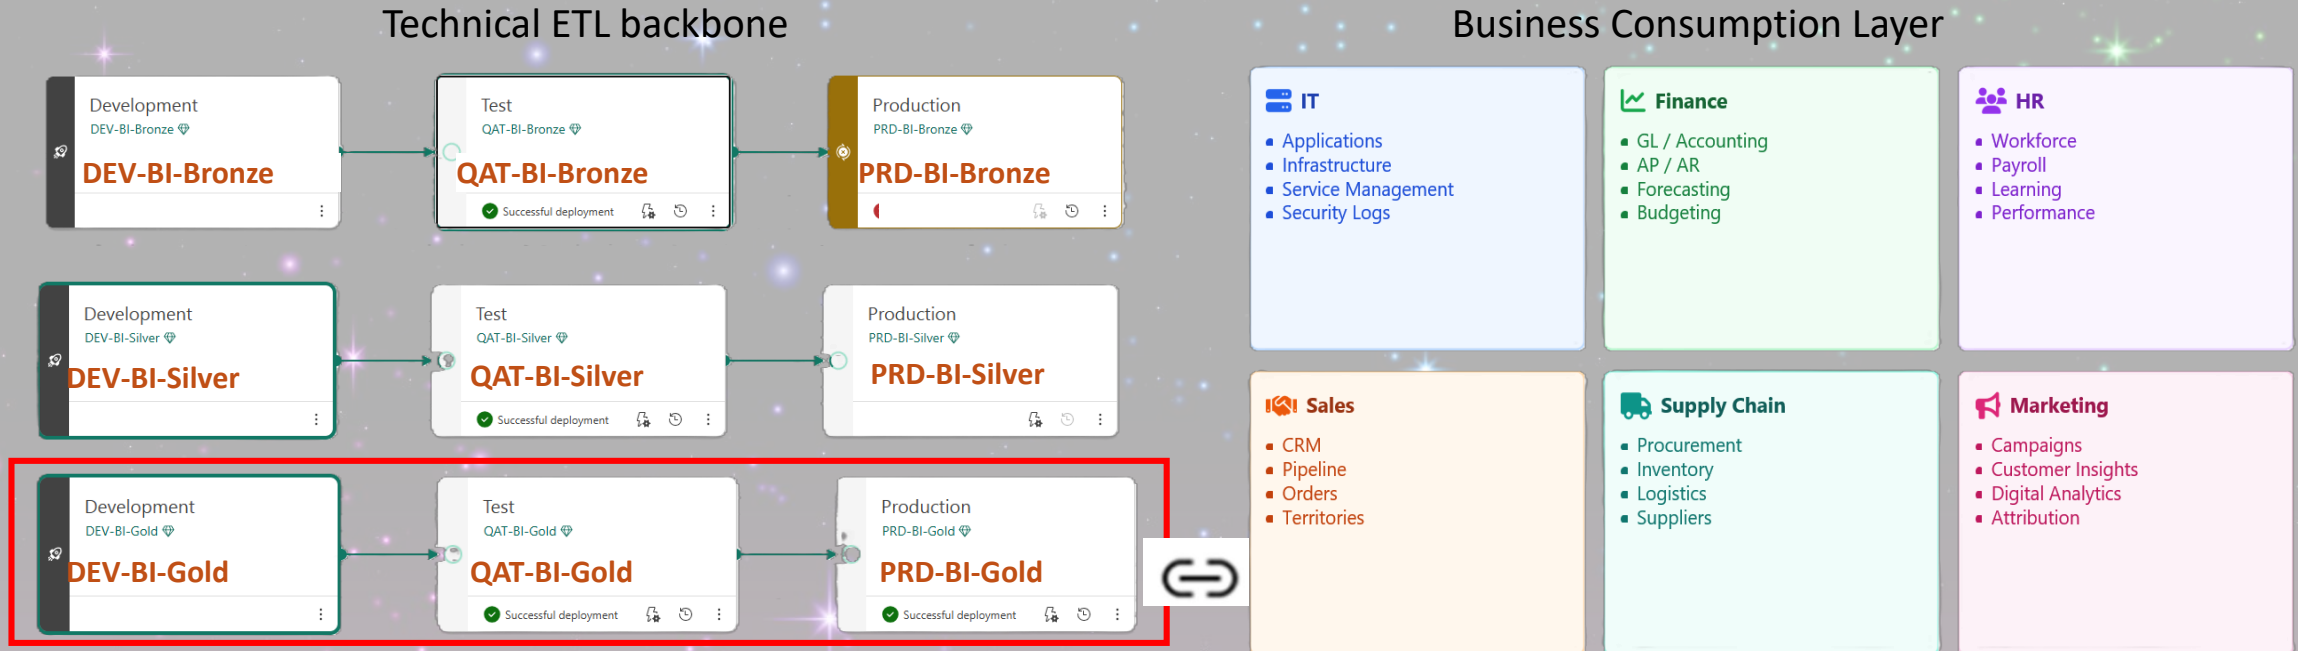 Technical ETL backbone
Business Consumption Layer
Development
DEV-BI-Bronze
DEV-BI-Bronze
Test
QAT-BI-Bronze
QAT-BI-Bronze
Successful deployment
Production
PRD-BI-Bronze
PRD-BI-Bronze
Development
DEV-BI-Silver
DEV-BI-Silver
Test
QAT-BI-Silver
QAT-BI-Silver
Successful deployment
Production
PRD-BI-Silver
PRD-BI-Silver
Development
DEV-BI-Gold
DEV-BI-Gold
Test
QAT-BI-Gold
QAT-BI-Gold
Successful deployment
Production
PRD-BI-Gold
PRD-BI-Gold
Successful deployment
IT
Applications
Infrastructure
Service Management
Security Logs
Finance
GL / Accounting
AP / AR
Forecasting
Budgeting
HR
Workforce
Payroll
Learning
Performance
Sales
CRM
Pipeline
Orders
Territories
Supply Chain
Procurement
Inventory
Logistics
Suppliers
Marketing
Campaigns
Customer Insights
Digital Analytics
Attribution